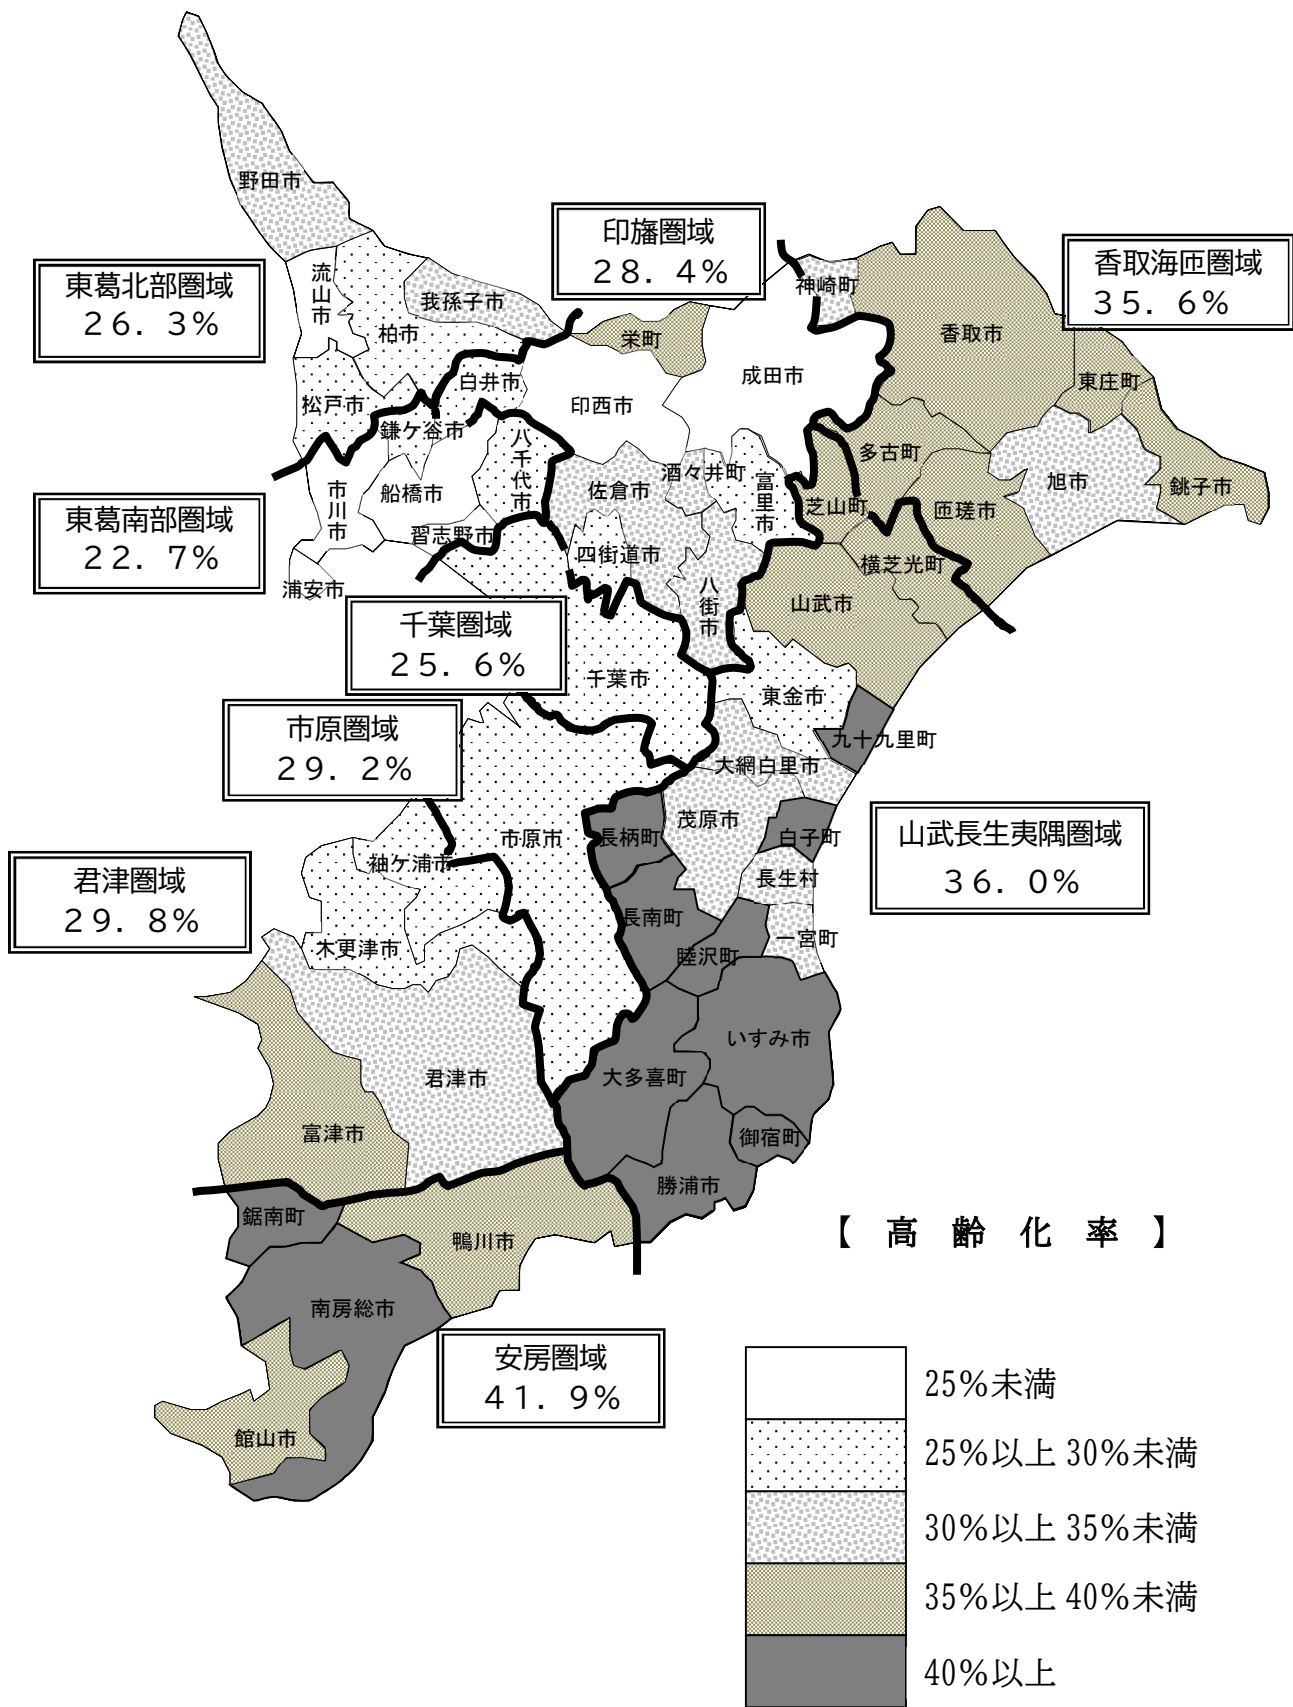 野田市
印旛圏域
28.4%
香取海匝圏域
35.6%
東葛北部圏域
26.3%
流山市
我孫子市
柏市
神崎町
栄町
香取市
成田市
東庄町
白井市
印西市
松戸市
鎌ケ谷市
八千代市
多古町
酒々井町
富里市
旭市
銚子市
船橋市
佐倉市
芝山町
匝瑳市
市川市
東葛南部圏域
22.7%
習志野市
四街道市
横芝光町
浦安市
八街市
山武市
千葉圏域
25.6%
千葉市
東金市
市原圏域
29.2%
九十九里町
大網白里市
茂原市
市原市
長柄町
白子町
山武長生夷隅圏域
36.0%
君津圏域
29.8%
袖ケ浦市
長生村
長南町
木更津市
睦沢町
一宮町
いすみ市
君津市
大多喜町
富津市
御宿町
勝浦市
鋸南町
鴨川市
【高齢化率】
南房総市
安房圏域
41.9%
館山市
25%未満
25%以上30%未満
30%以上35%未満
35%以上40%未満
40%以上